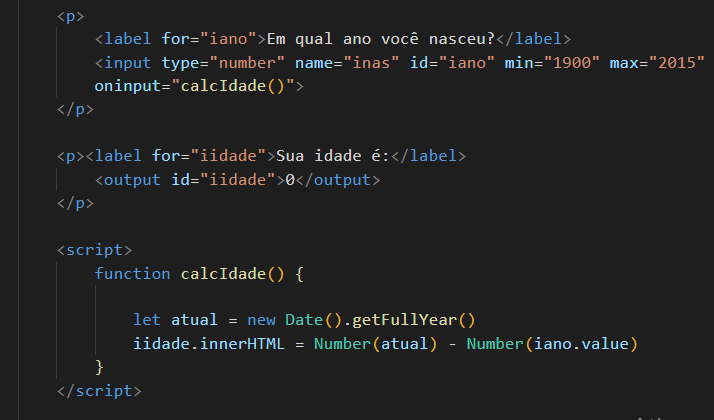 <p>
<label for="iano">Em qual ano você nasceu?</label>
<input type="number" name="inas" id="iano" min="1900" max="2015"
oninput="calcIdade()">
</p>
<p><label for="iidade">Sua idade é:</label>
<output id="iidade">0</output>
</p>
<script>
function calcIdade() {
let atual = new Date().getFullYear()
iidade.innerHTML = Number(atual) - Number(iano.value)
}
</script>